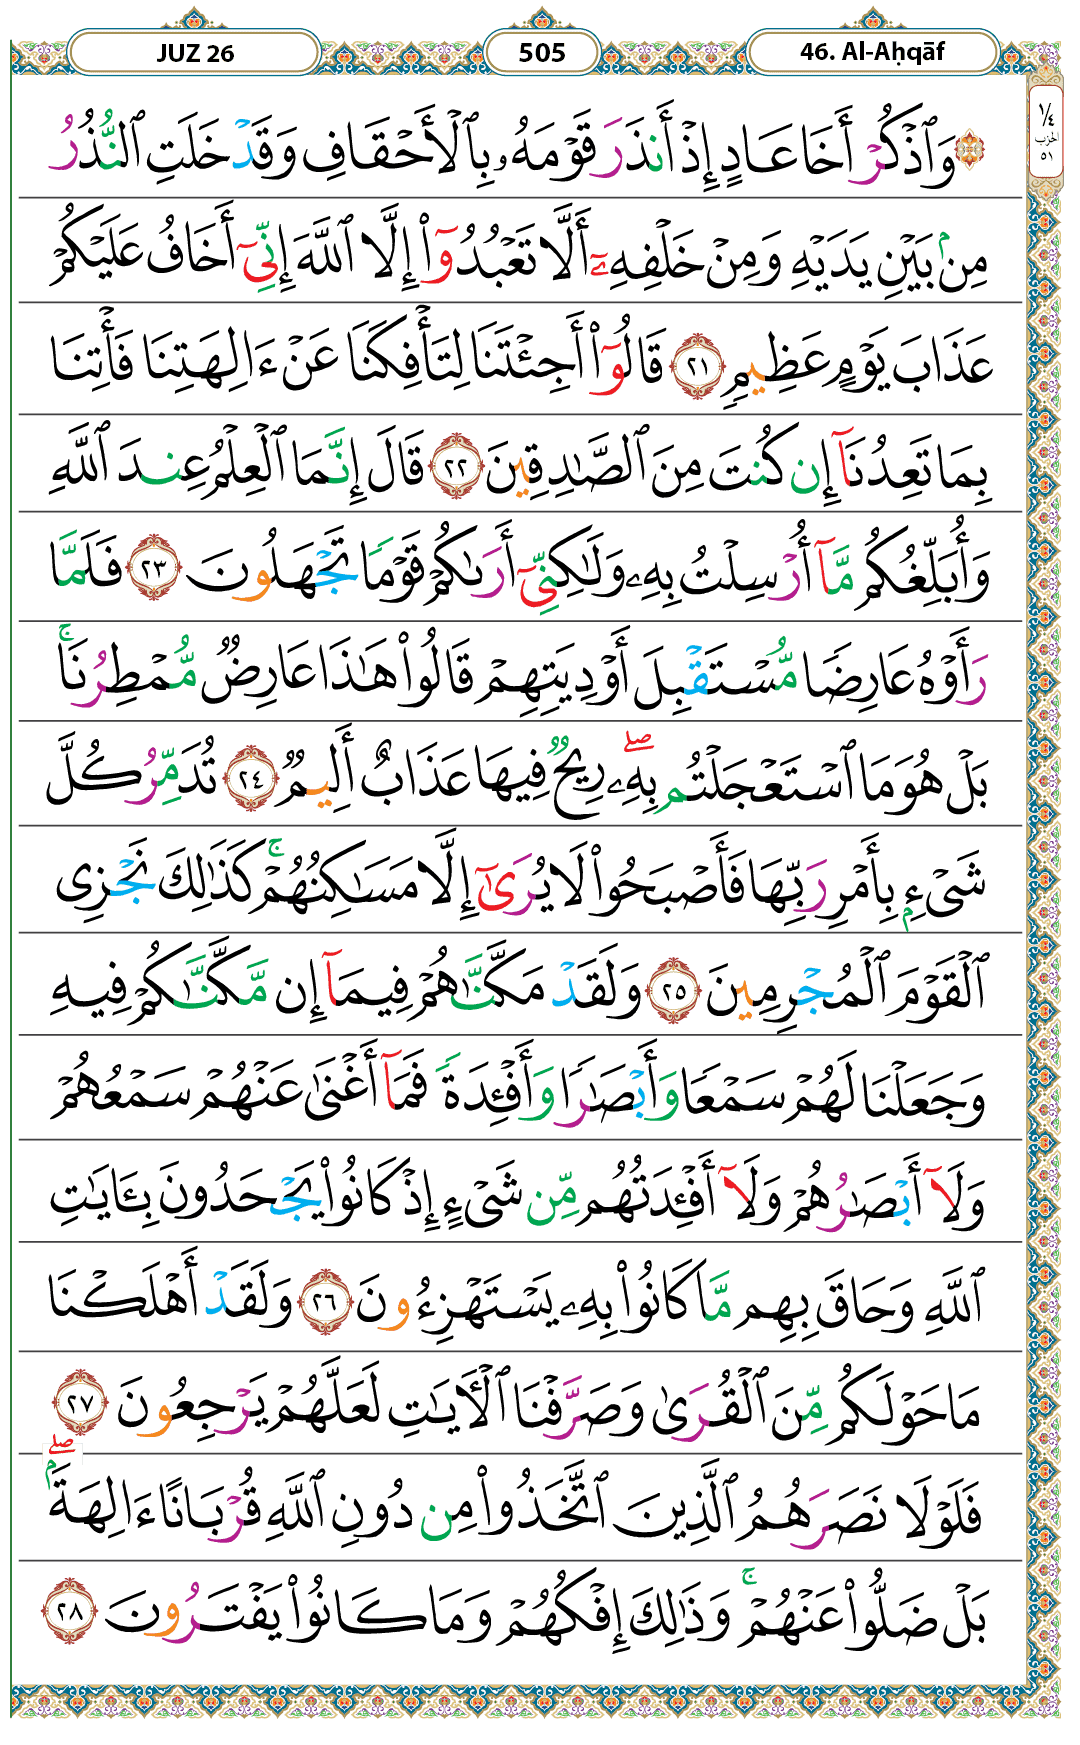 JUZ 26
505
46. Al-Aḥqāf
١/٤
الحزب
٥١
۞ وَٱذۡكُرۡ أَخَا عَادٍ إِذۡ أَنذَرَ قَوۡمَهُۥ بِٱلۡأَحۡقَافِ وَقَدۡ خَلَتِ ٱلنُّذُرُ
مِنۢ بَيۡنِ يَدَيۡهِ وَمِنۡ خَلۡفِهِۦٓ أَلَّا تَعۡبُدُوٓاْ إِلَّا ٱللَّهَ إِنِّيٓ أَخَافُ عَلَيۡكُمۡ
عَذَابَ يَوۡمٍ عَظِيمٖ ٢١ قَالُوٓاْ أَجِئۡتَنَا لِتَأۡفِكَنَا عَنۡ ءَالِهَتِنَا فَأۡتِنَا
بِمَا تَعِدُنَآ إِن كُنتَ مِنَ ٱلصَّٰدِقِينَ ٢٢ قَالَ إِنَّمَا ٱلۡعِلۡمُ عِندَ ٱللَّهِ
وَأُبَلِّغُكُم مَّآ أُرۡسِلۡتُ بِهِۦ وَلَٰكِنِّيٓ أَرَىٰكُمۡ قَوۡمٗا تَجۡهَلُونَ ٢٣ فَلَمَّا
رَأَوۡهُ عَارِضٗا مُّسۡتَقۡبِلَ أَوۡدِيَتِهِمۡ قَالُواْ هَٰذَا عَارِضٞ مُّمۡطِرُنَاۚ
بَلۡ هُوَ مَا ٱسۡتَعۡجَلۡتُم بِهِۦۖ رِيحٞ فِيهَا عَذَابٌ أَلِيمٞ ٢٤ تُدَمِّرُ كُلَّ
شَيۡءِۭ بِأَمۡرِ رَبِّهَا فَأَصۡبَحُواْ لَا يُرَىٰٓ إِلَّا مَسَٰكِنُهُمۡۚ كَذَٰلِكَ نَجۡزِي
ٱلۡقَوۡمَ ٱلۡمُجۡرِمِينَ ٢٥ وَلَقَدۡ مَكَّنَّٰهُمۡ فِيمَآ إِن مَّكَّنَّٰكُمۡ فِيهِ
وَجَعَلۡنَا لَهُمۡ سَمۡعٗا وَأَبۡصَٰرٗا وَأَفۡـِٔدَةٗ فَمَآ أَغۡنَىٰ عَنۡهُمۡ سَمۡعُهُمۡ
وَلَآ أَبۡصَٰرُهُمۡ وَلَآ أَفۡـِٔدَتُهُم مِّن شَيۡءٍ إِذۡ كَانُواْ يَجۡحَدُونَ بِـَٔايَٰتِ
ٱللَّهِ وَحَاقَ بِهِم مَّا كَانُواْ بِهِۦ يَسۡتَهۡزِءُونَ ٢٦ وَلَقَدۡ أَهۡلَكۡنَا
مَا حَوۡلَكُم مِّنَ ٱلۡقُرَىٰ وَصَرَّفۡنَا ٱلۡأٓيَٰتِ لَعَلَّهُمۡ يَرۡجِعُونَ ٢٧
فَلَوۡلَا نَصَرَهُمُ ٱلَّذِينَ ٱتَّخَذُواْ مِن دُونِ ٱللَّهِ قُرۡبَانًا ءَالِهَةَۢۖ
بَلۡ ضَلُّواْ عَنۡهُمۡۚ وَذَٰلِكَ إِفۡكُهُمۡ وَمَا كَانُواْ يَفۡتَرُونَ ٢٨